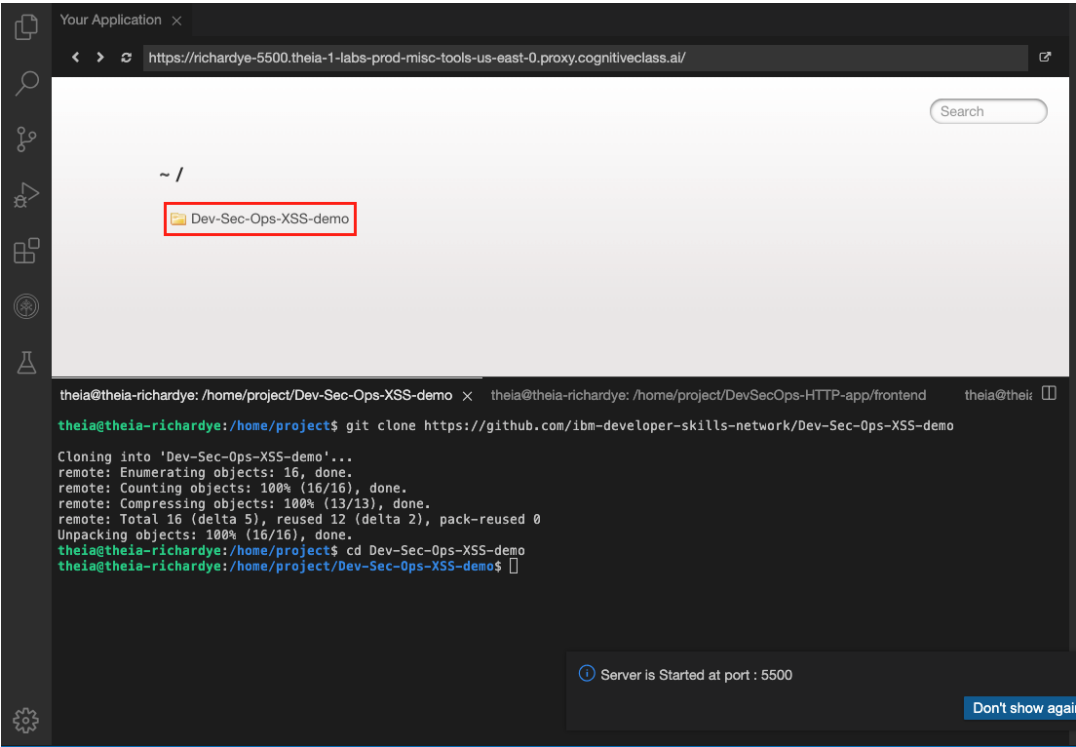 Your Application
https://richardye-5500.theia-1-labs-prod-misc-tools-us-east-0.proxy.cognitiveclass.ai/
Search
~ /
Dev-Sec-Ops-XSS-demo
theia@theia-richardye: /home/project/Dev-Sec-Ops-XSS-demo theia@theia-richardye: /home/project/DevSecOps-HTTP-app/frontend theia@theia
theia@theia-richardye:/home/project$ git clone https://github.com/ibm-developer-skills-network/Dev-Sec-Ops-XSS-demo
Cloning into 'Dev-Sec-Ops-XSS-demo'...
remote: Enumerating objects: 16, done.
remote: Counting objects: 100% (16/16), done.
remote: Compressing objects: 100% (13/13), done.
remote: Total 16 (delta 5), reused 12 (delta 2), pack-reused 0
Unpacking objects: 100% (16/16), done.
theia@theia-richardye:/home/project$ cd Dev-Sec-Ops-XSS-demo
theia@theia-richardye:/home/project/Dev-Sec-Ops-XSS-demo$
Server is Started at port : 5500
Don't show again